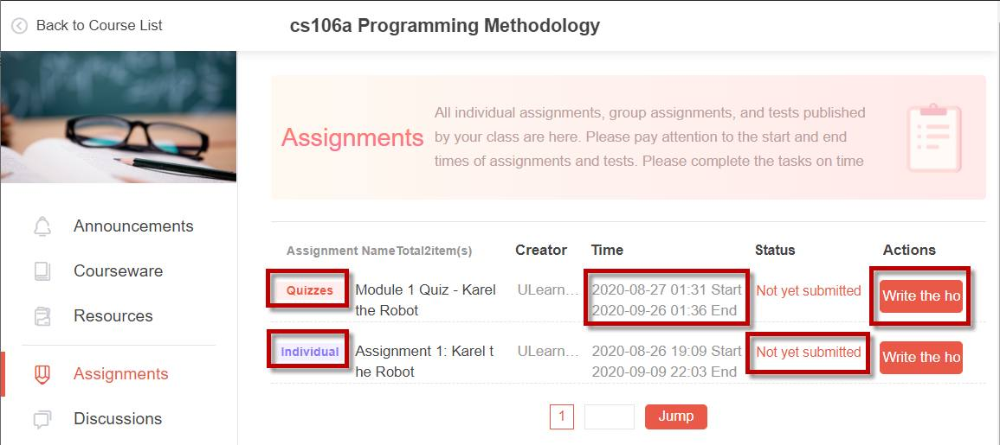 Back to Course List
cs106a Programming Methodology
Assignments
All individual assignments, group assignments, and tests published
by your class are here. Please pay attention to the start and end
times of assignments and tests. Please complete the tasks on time
Announcements
Courseware
Resources
Assignments
Discussions
Assignment NameTotal2item(s) Creator Time Status Actions
Quizzes Module 1 Quiz - Karel ULearn... 2020-08-27 01:31 Start Not yet submitted Write the ho
the Robot 2020-09-26 01:36 End
Individual Assignment 1: Karel t ULearn... 2020-08-26 19:09 Start Not yet submitted Write the ho
he Robot 2020-09-09 22:03 End
1 Jump